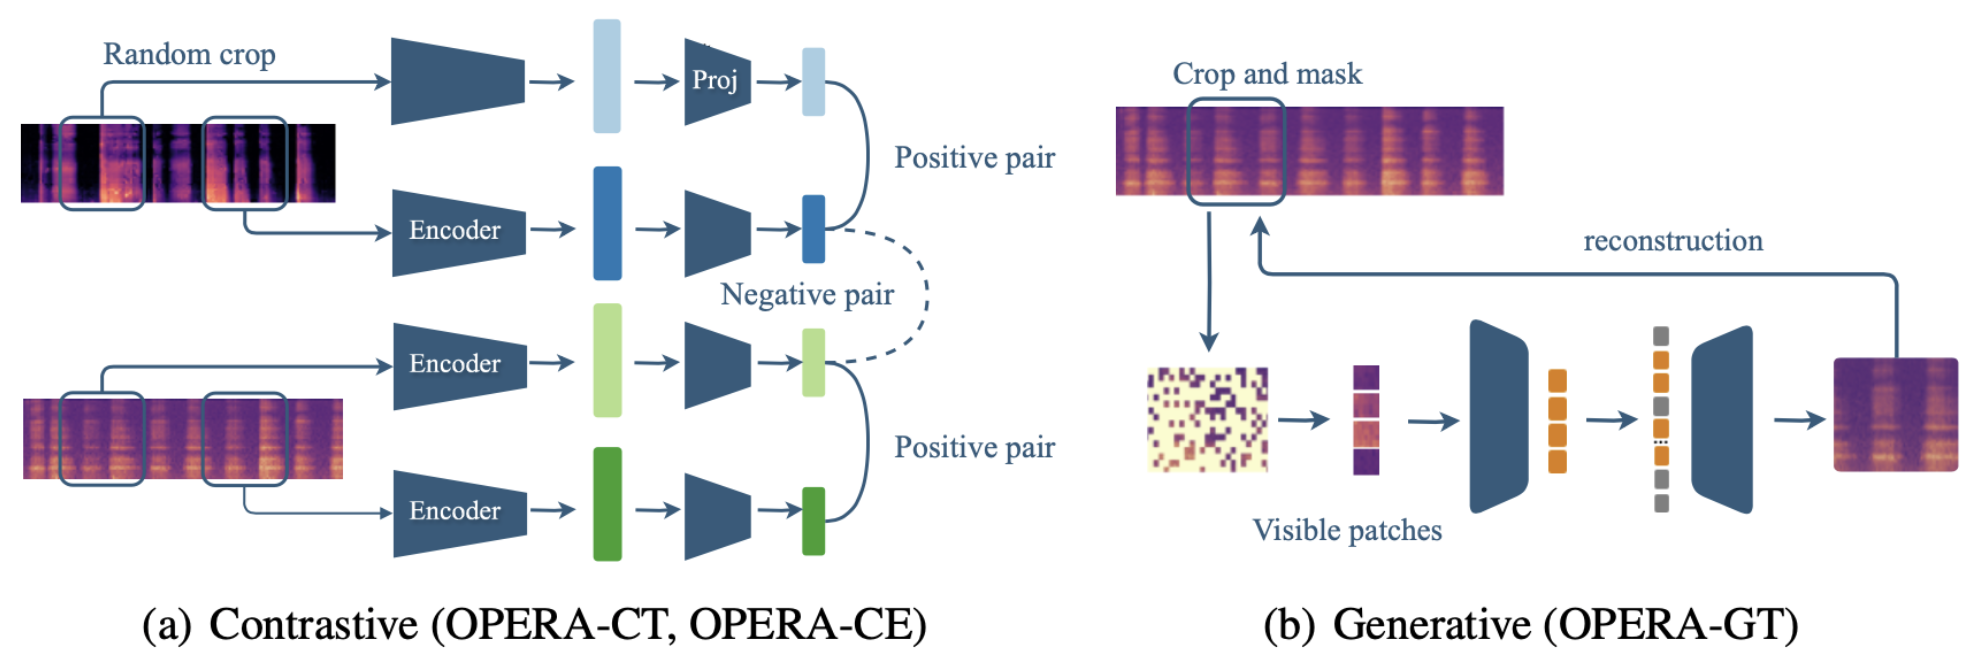 Random crop
Proj
Positive pair
Encoder
Negative pair
Encoder
Positive pair
Encoder
(a) Contrastive (OPERA-CT, OPERA-CE)
Crop and mask
reconstruction
...
Visible patches
(b) Generative (OPERA-GT)